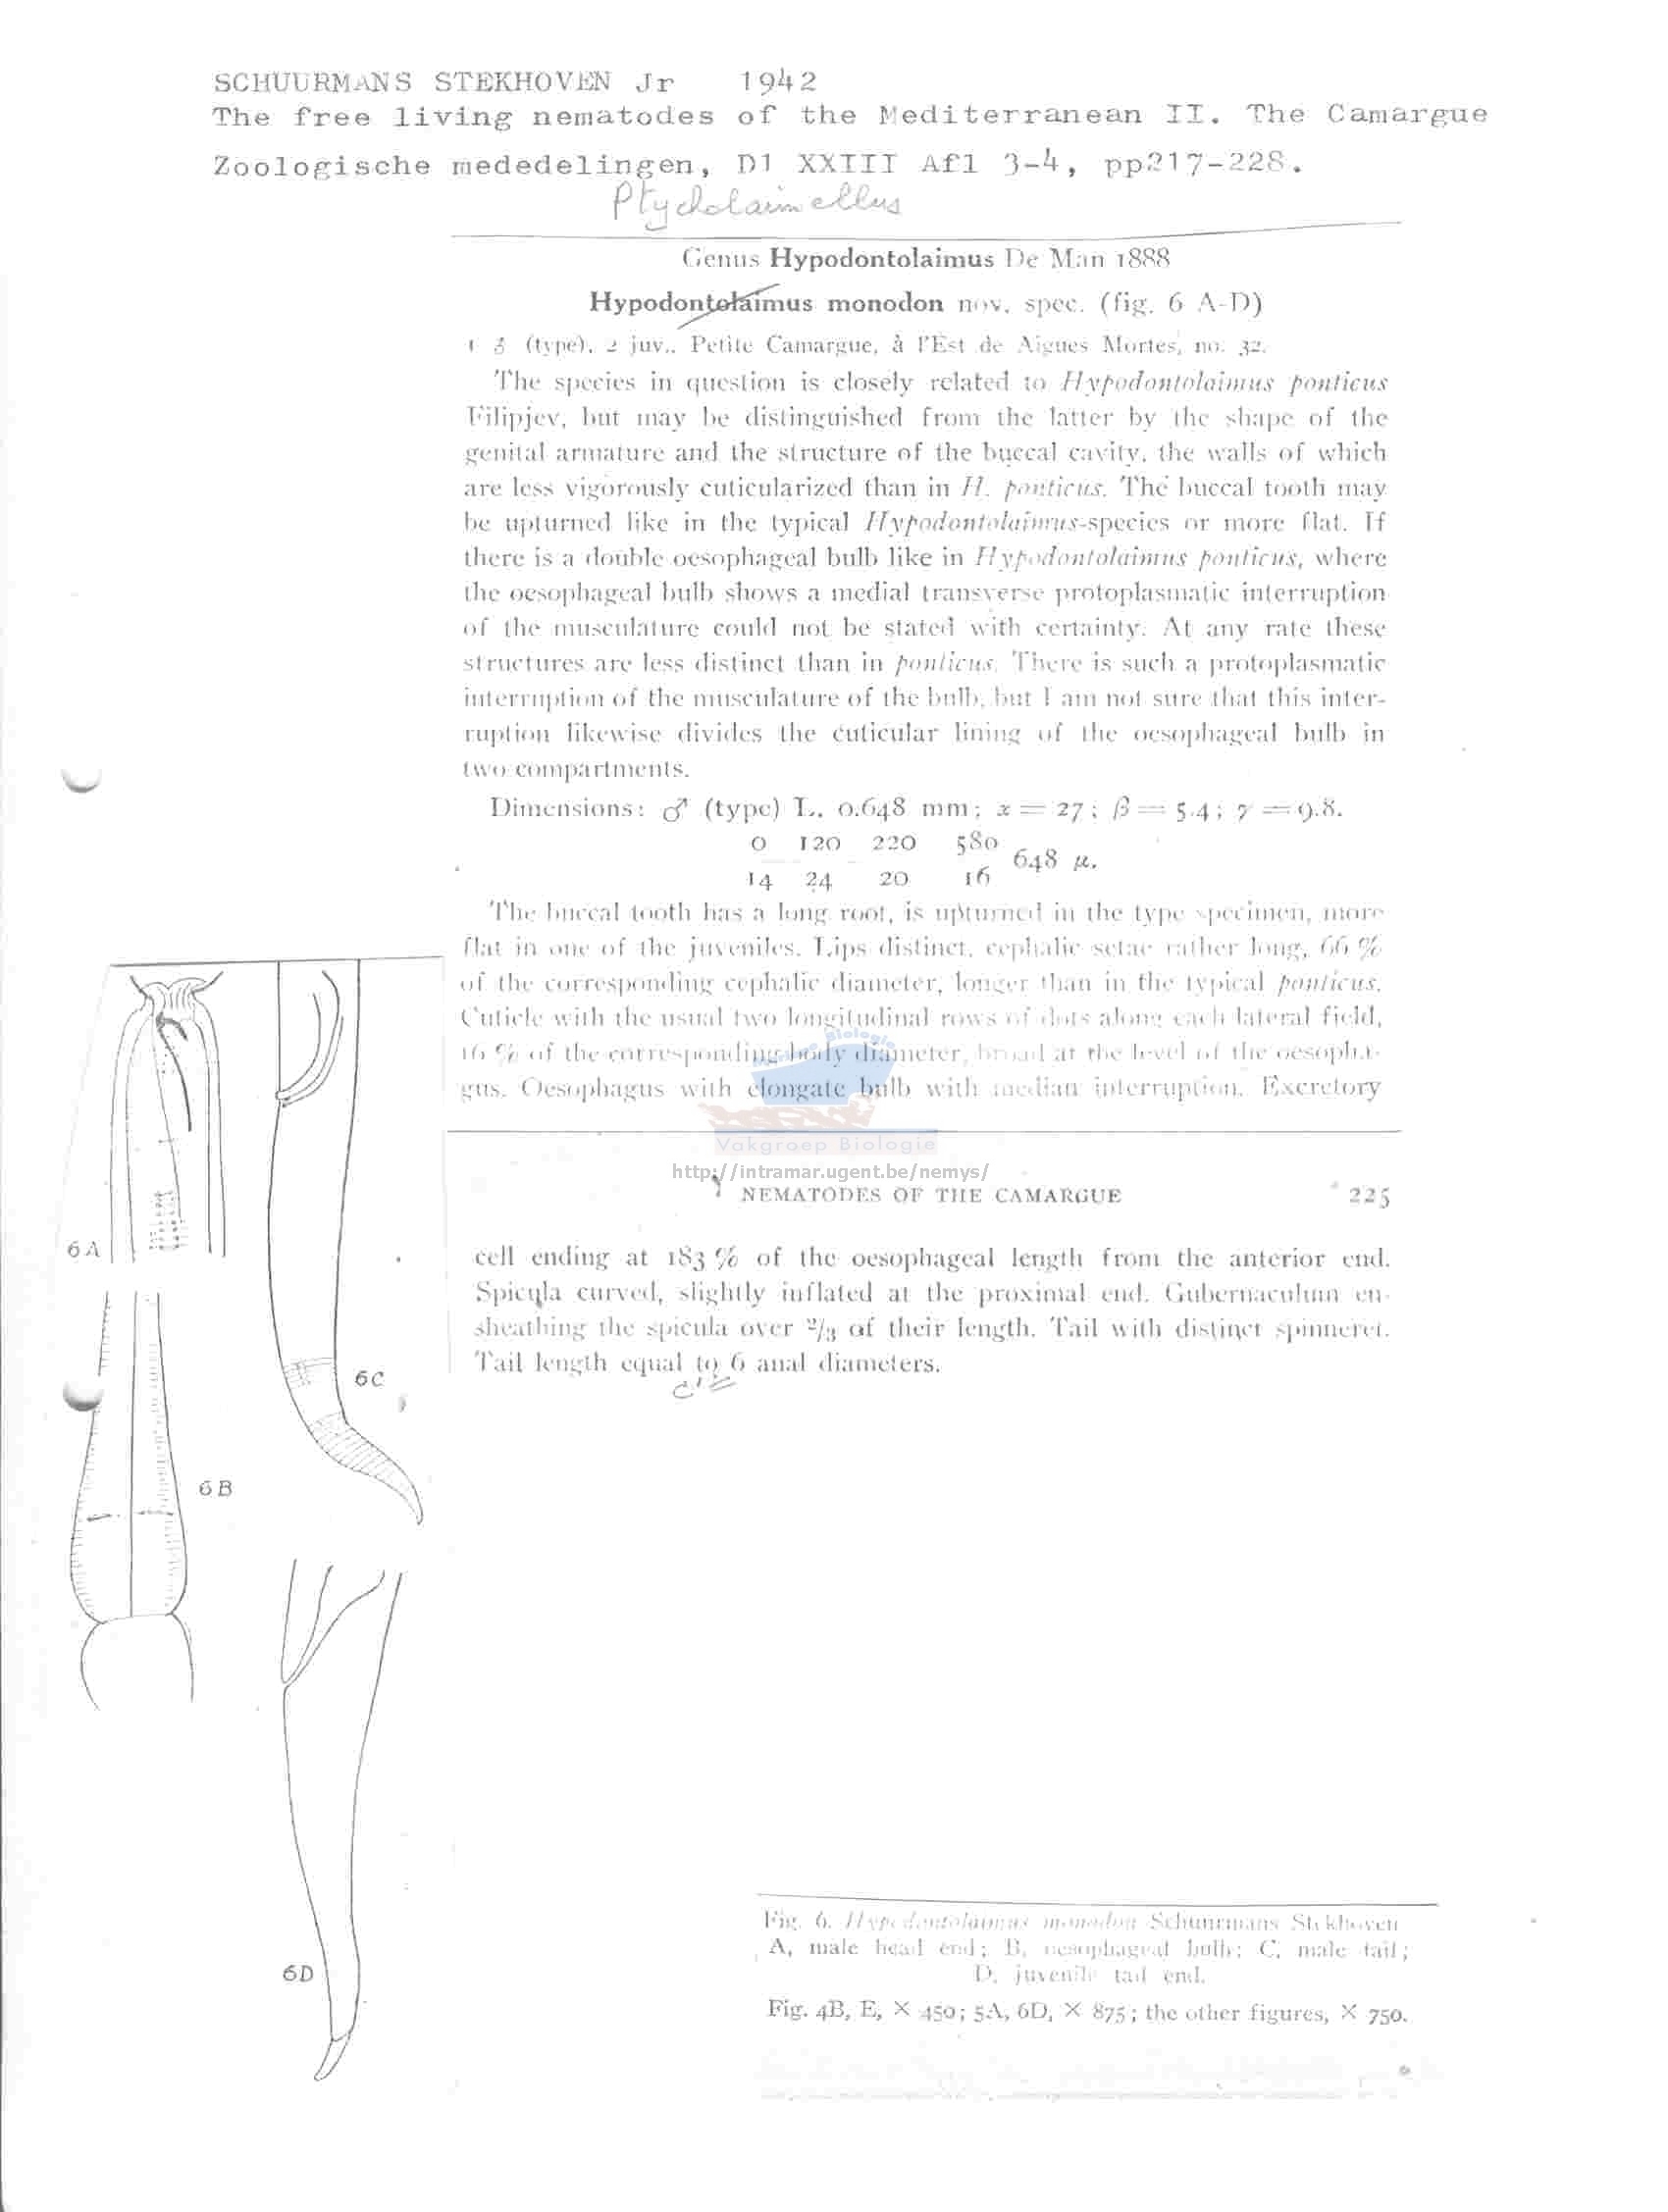 SCHUURMANS STEKHOVEN Jr 1942
The free living nematodes of the Mediterranean II. The Camargue
Zoologische mededelingen, D1 XXIII Afl 3-4, pp217-228.
Ptycholaimellus
Genus Hypodontolaimus De Man 1888
Hypodontolaimus monodon nov. spec. (fig. 6 A-D)
1 ♂ (type), 2 juv., Petite Camargue, à l'Est de Aigues Mortes, no. 32.
The species in question is closely related to Hypodontolaimus ponticus
Filipjev, but may be distinguished from the latter by the shape of the
genital armature and the structure of the buccal cavity, the walls of which
are less vigorously cuticularized than in H. ponticus. The buccal tooth may
be upturned like in the typical Hypodontolaimus-species or more flat. If
there is a double oesophageal bulb like in Hypodontolaimus ponticus, where
the oesophageal bulb shows a medial transverse protoplasmatic interruption
of the musculature could not be stated with certainty. At any rate these
structures are less distinct than in ponticus. There is such a protoplasmatic
interruption of the musculature of the bulb, but I am not sure that this inter-
ruption likewise divides the cuticular lining of the oesophageal bulb in
two compartments.
Dimensions: ♂ (type) L. 0.648 mm; α = 27; β = 5.4; γ = 9.8.
0 120 220 580
648 μ.
14 24 20 16
The buccal tooth has a long root, is upturned in the type specimen, more
flat in one of the juveniles. Lips distinct, cephalic setae rather long, 66 %
of the corresponding cephalic diameter, longer than in the typical ponticus.
Cuticle with the usual two longitudinal rows of dots along each lateral field,
16 % of the corresponding body diameter, broad at the level of the oesopha-
gus. Oesophagus with elongate bulb with median interruption. Excretory
Marine Biologie
Vakgroep Biologie
http://intramar.ugent.be/nemys/
NEMATODES OF THE CAMARGUE 225
cell ending at 183 % of the oesophageal length from the anterior end.
Spicula curved, slightly inflated at the proximal end. Gubernaculum en-
sheathing the spicula over 2/3 of their length. Tail with distinct spinneret.
Tail length equal to 6 anal diameters.
c' =
6A
6C
6B
6D
Fig. 6. Hypodontolaimus monodon Schuurmans Stekhoven
A, male head end; B, oesophageal bulb; C, male tail;
D, juvenile tail end.
Fig. 4B, E, × 450; 5A, 6D, × 875; the other figures, × 750.